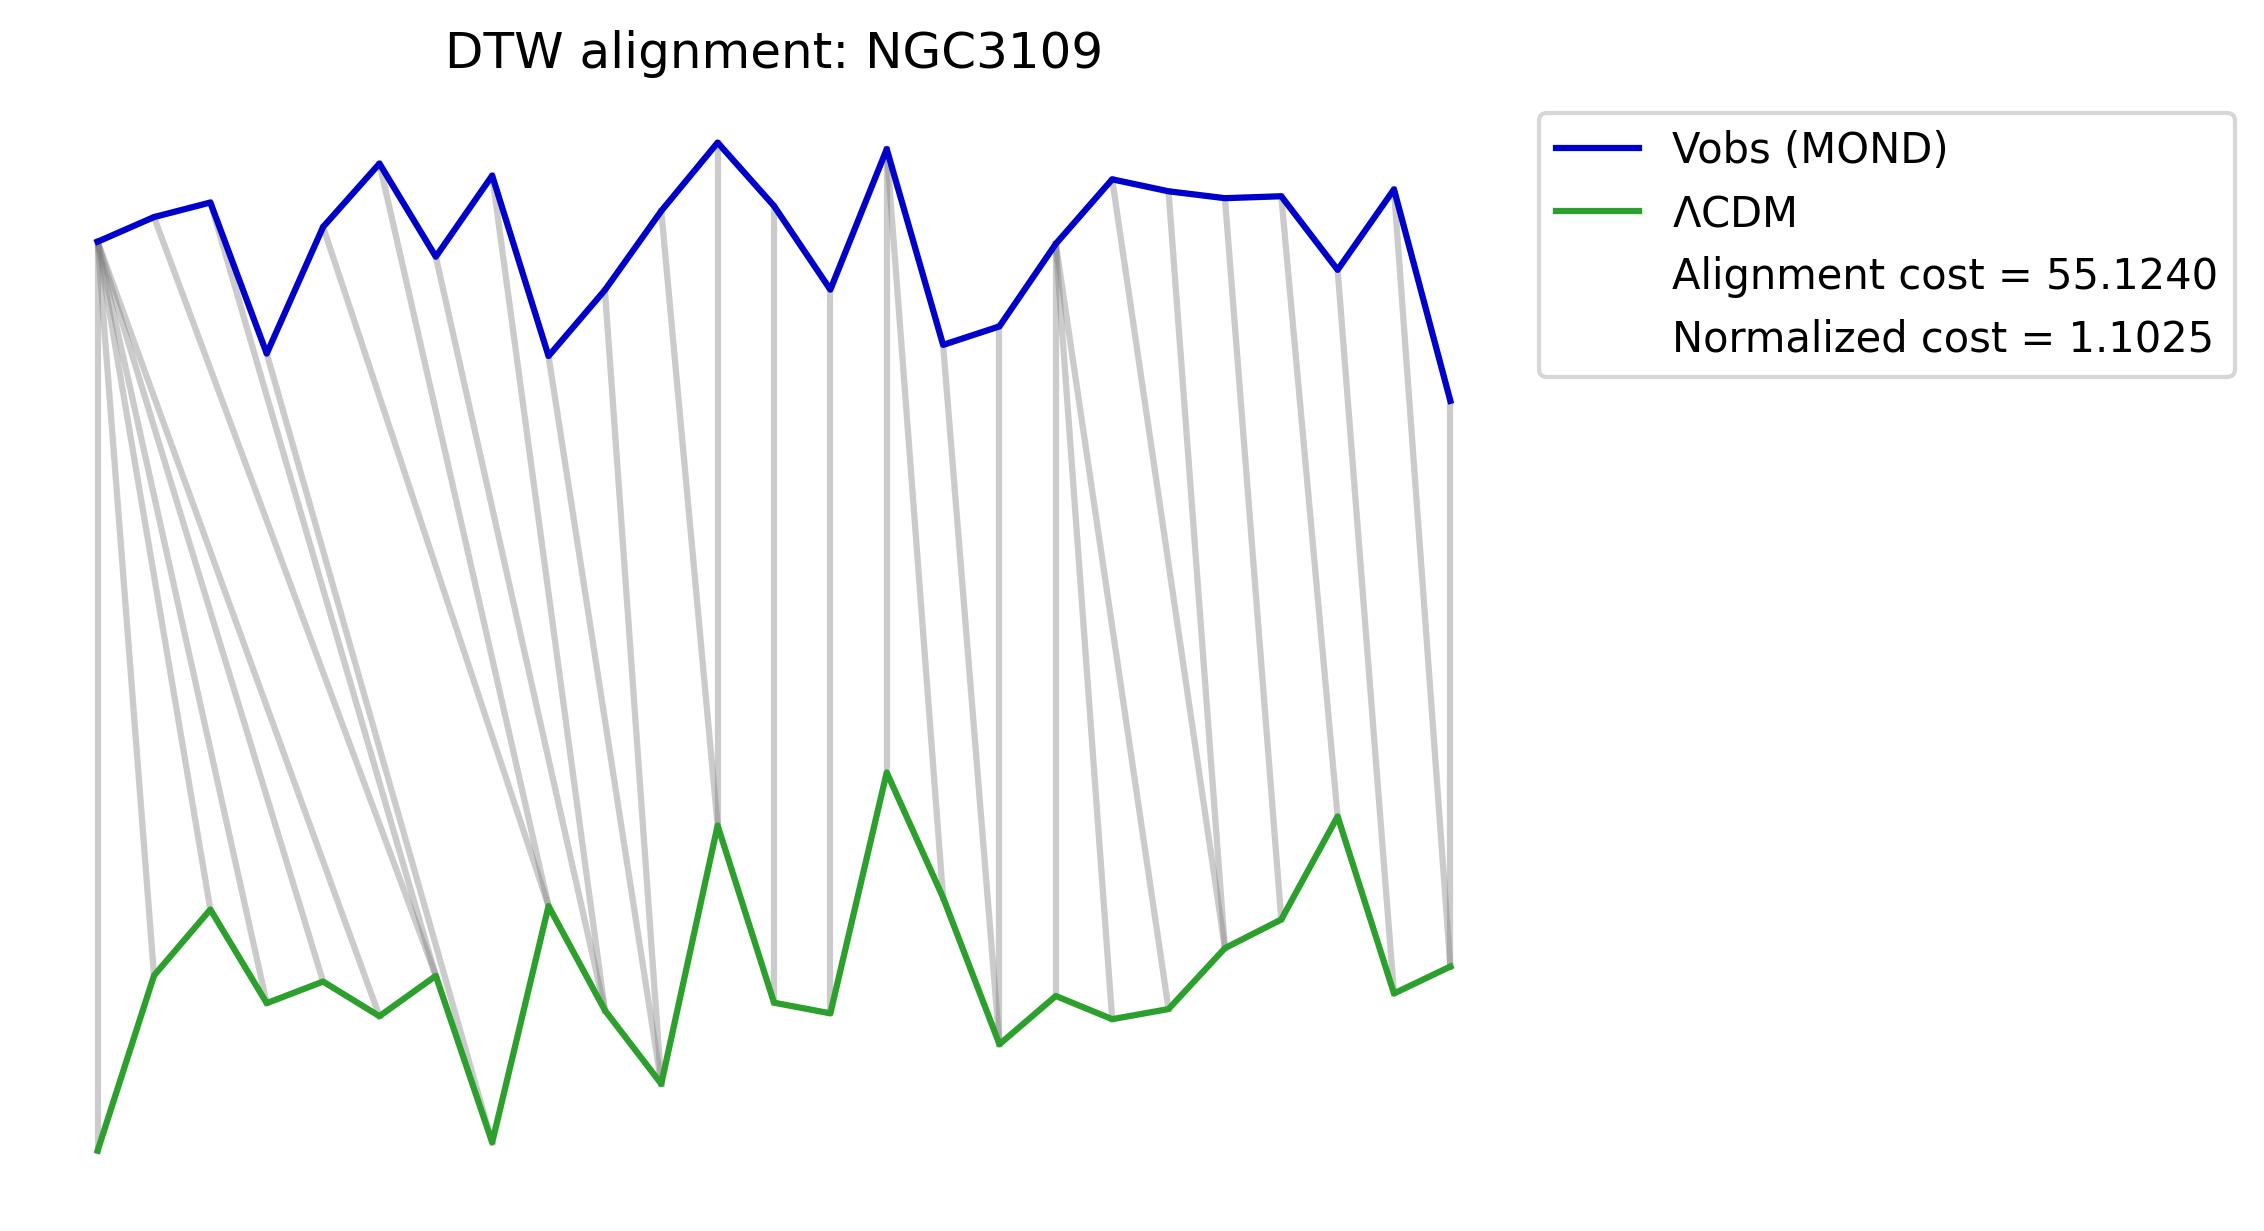 DTW alignment: NGC3109
Vobs (MOND)
ΛCDM
Alignment cost = 55.1240
Normalized cost = 1.1025